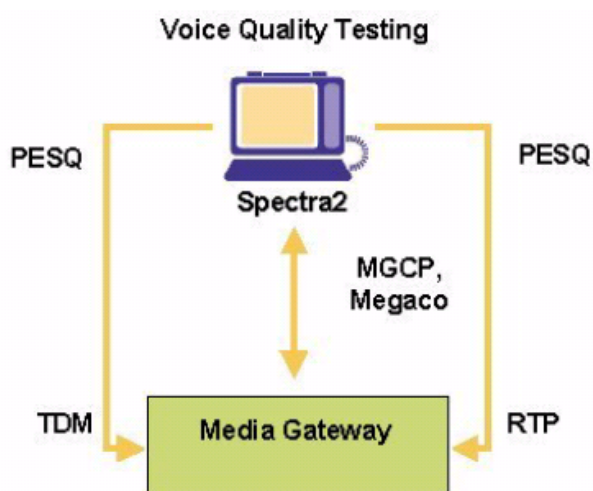 Voice Quality Testing
PESQ
PESQ
Spectra2
MGCP,
Megaco
TDM
Media Gateway
RTP